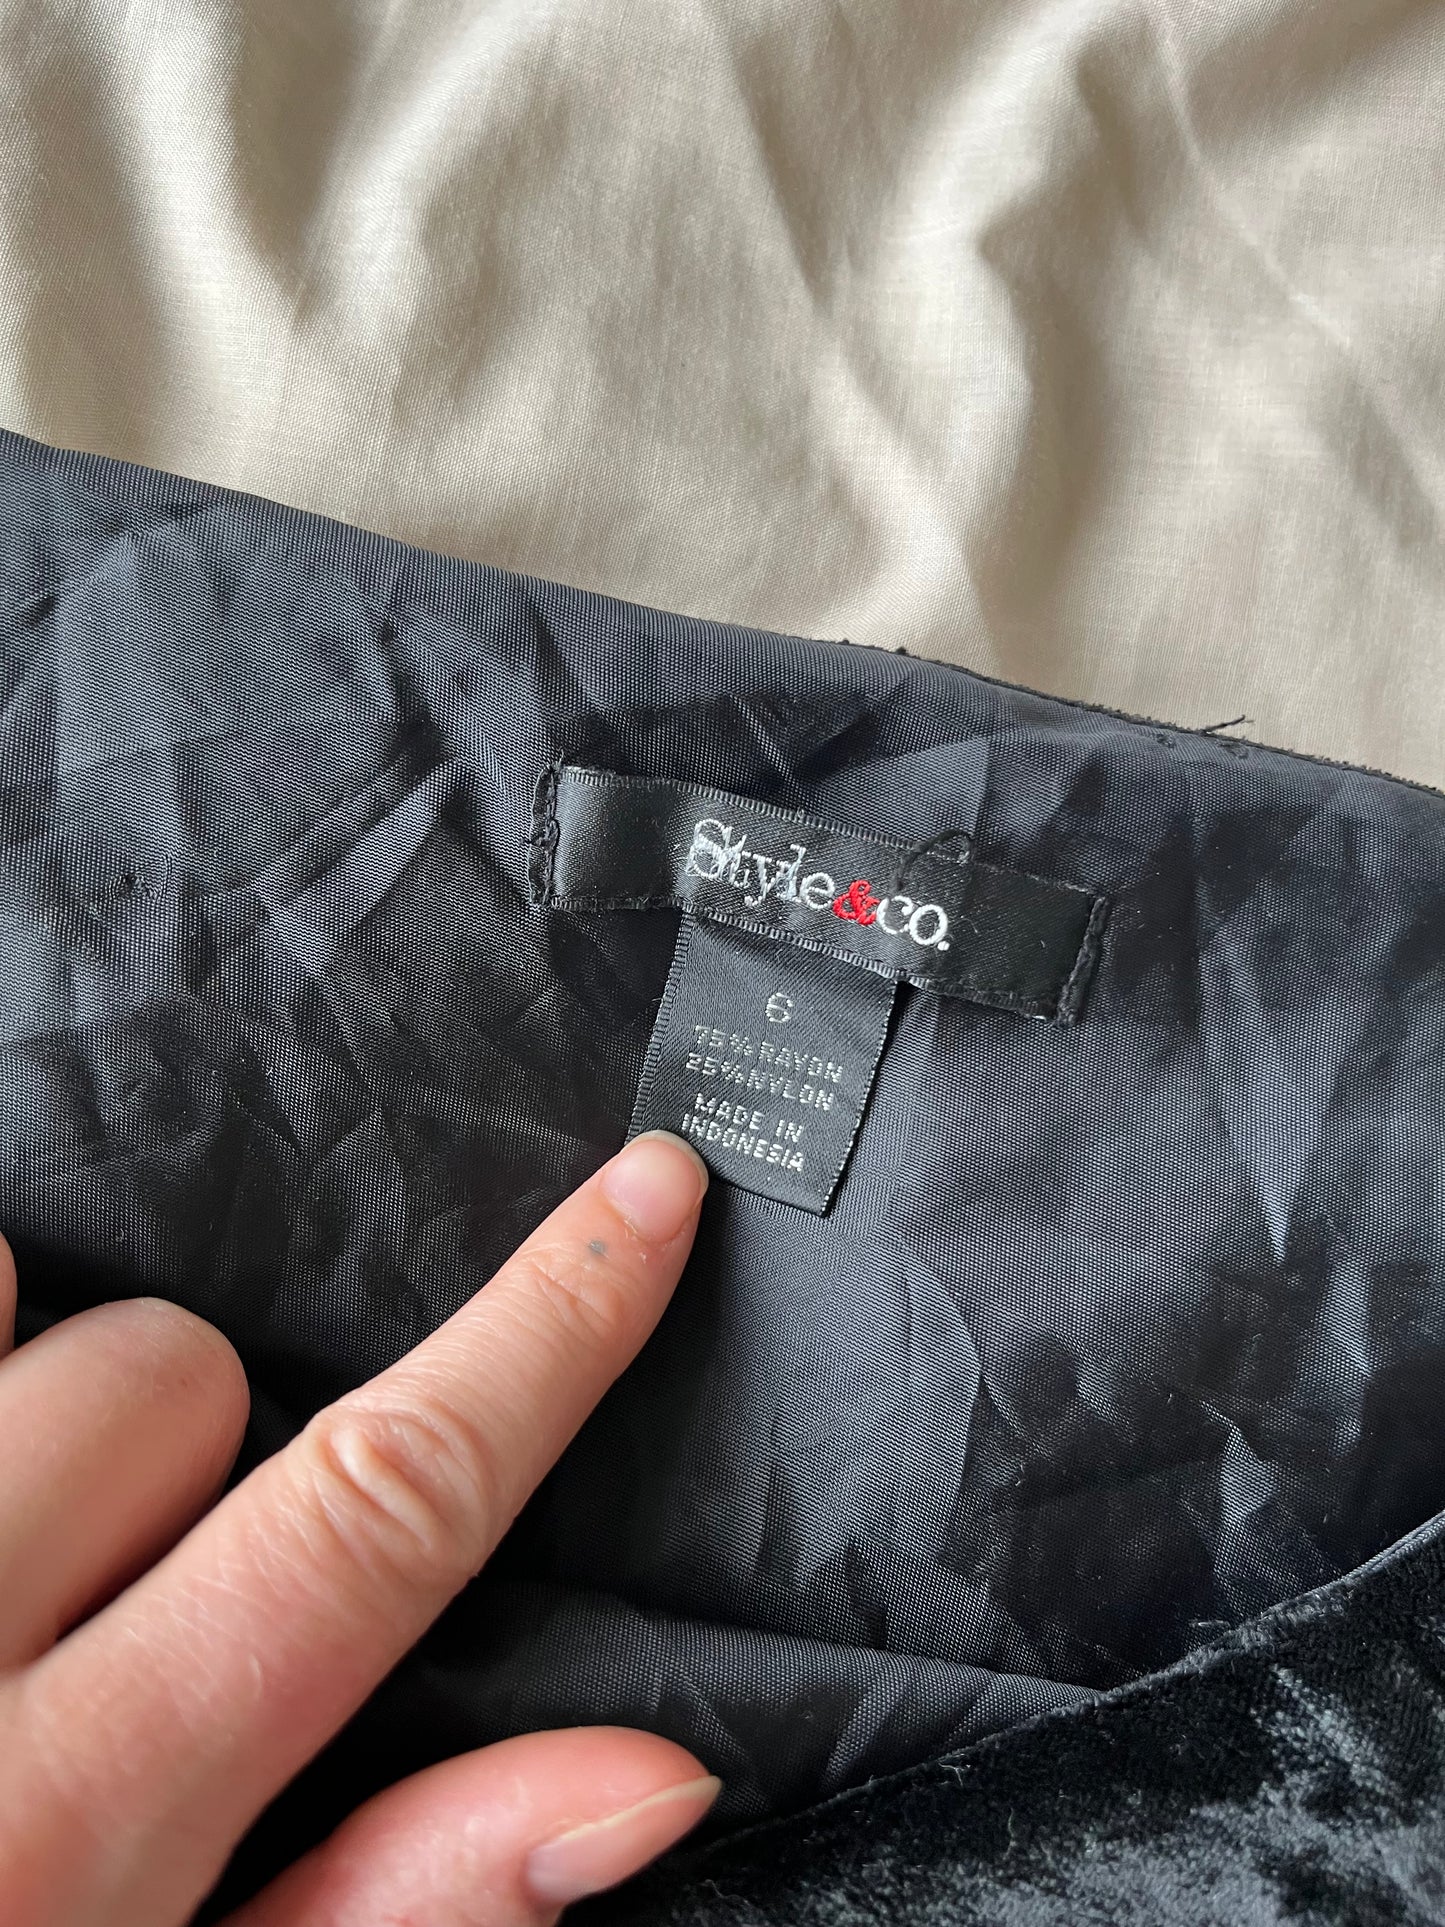 Style&co.
6
75% RAYON
25% NYLON
MADE IN
INDONESIA